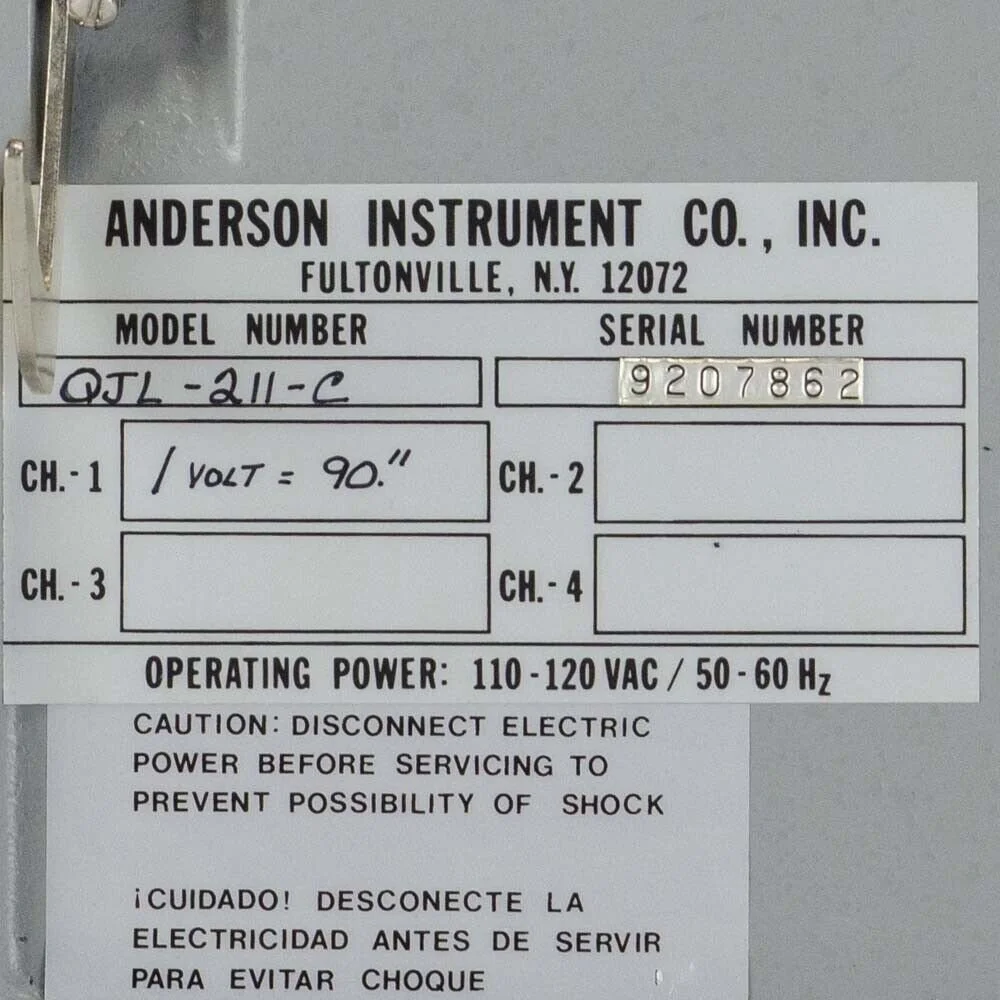 ANDERSON INSTRUMENT CO., INC.
FULTONVILLE, N.Y. 12072
MODEL NUMBER SERIAL NUMBER
QJL-211-C 9207862
CH.-1 1 VOLT = 90." CH.-2
CH.-3 CH.-4
OPERATING POWER: 110-120 VAC / 50-60 Hz
CAUTION: DISCONNECT ELECTRIC
POWER BEFORE SERVICING TO
PREVENT POSSIBILITY OF SHOCK
¡CUIDADO! DESCONECTE LA
ELECTRICIDAD ANTES DE SERVIR
PARA EVITAR CHOQUE